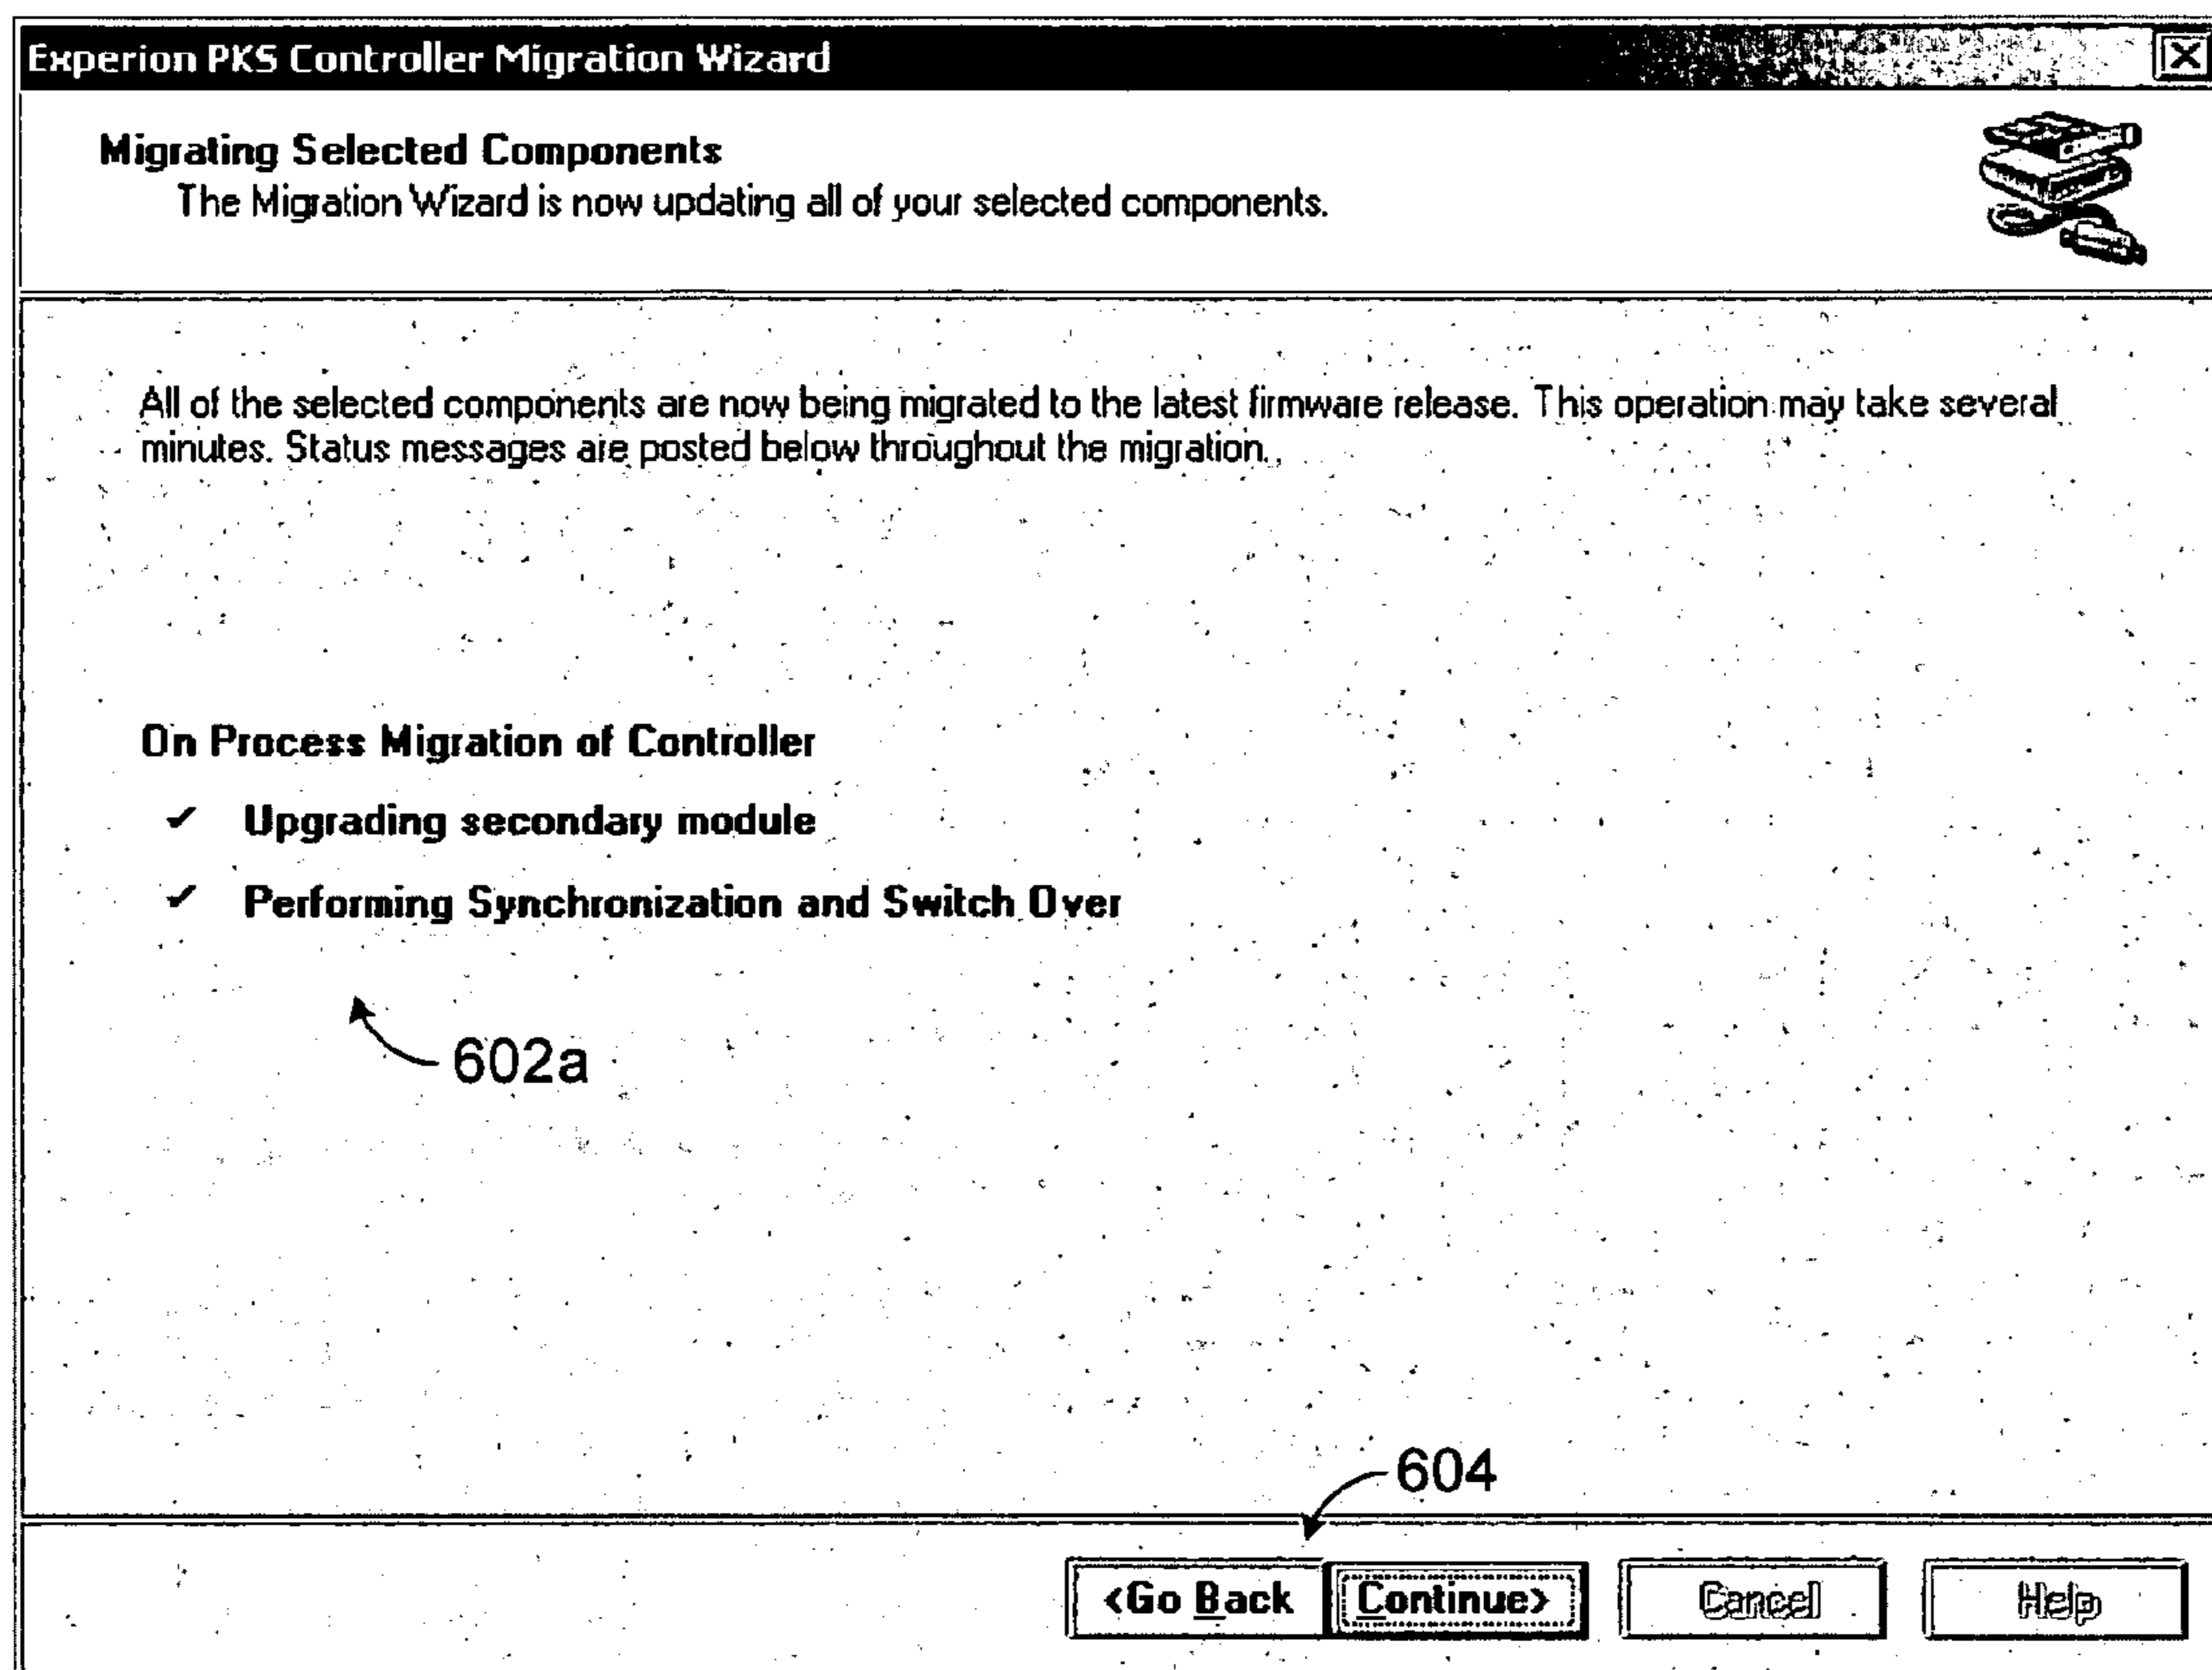 Experion PKS Controller Migration Wizard
Migrating Selected Components
The Migration Wizard is now updating all of your selected components.
All of the selected components are now being migrated to the latest firmware release. This operation may take several
minutes. Status messages are posted below throughout the migration.
On Process Migration of Controller
✓ Upgrading secondary module
✓ Performing Synchronization and Switch Over
602a
604
<Go Back
Continue>
Cancel
Help